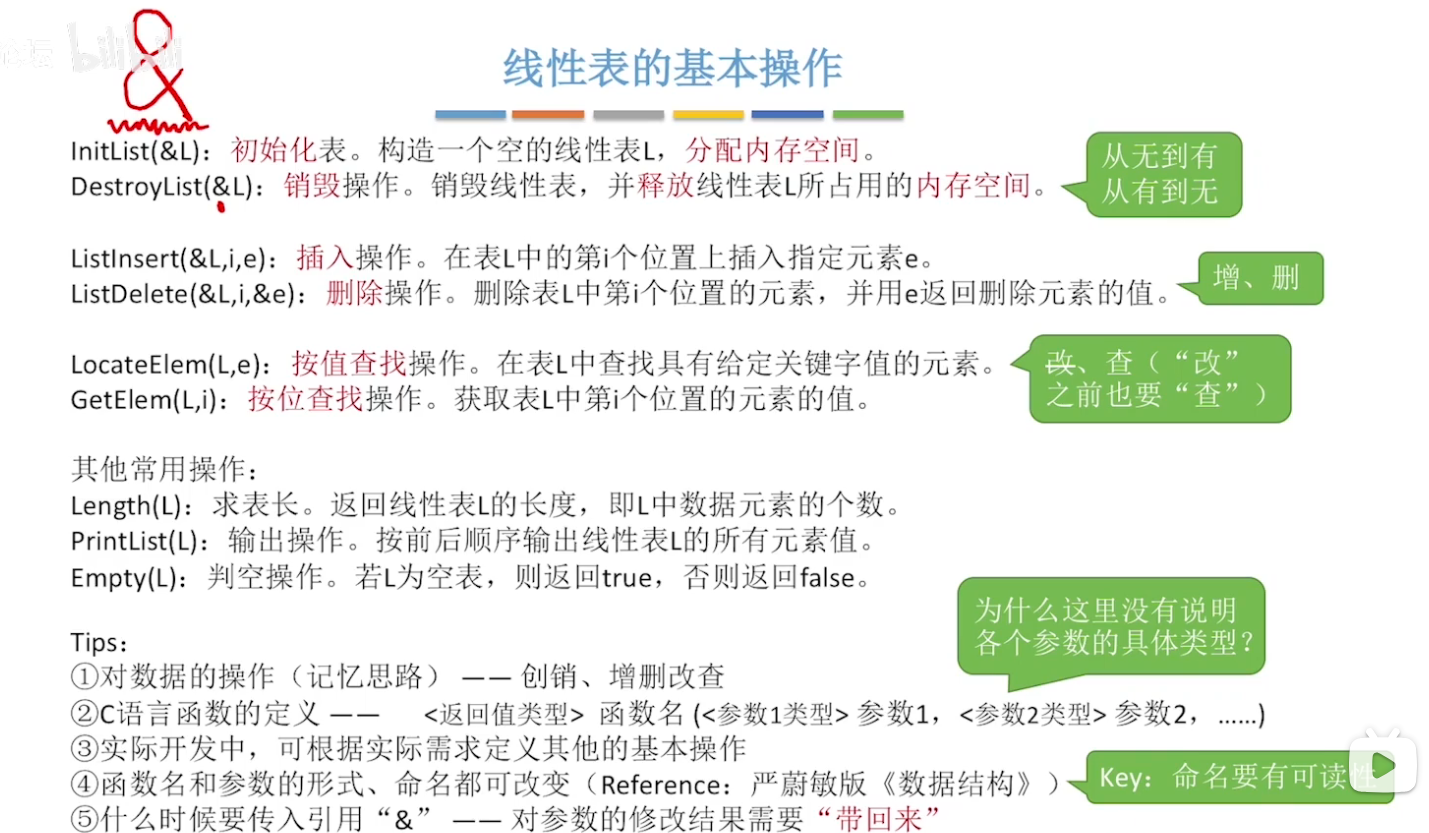 &
bilibili
线性表的基本操作
InitList(&L)：初始化表。构造一个空的线性表L，分配内存空间。
DestroyList(&L)：销毁操作。销毁线性表，并释放线性表L所占用的内存空间。
从无到有
从有到无
ListInsert(&L,i,e)：插入操作。在表L中的第i个位置上插入指定元素e。
ListDelete(&L,i,&e)：删除操作。删除表L中第i个位置的元素，并用e返回删除元素的值。
增、删
LocateElem(L,e)：按值查找操作。在表L中查找具有给定关键字值的元素。
GetElem(L,i)：按位查找操作。获取表L中第i个位置的元素的值。
改、查（“改”
之前也要“查”）
其他常用操作：
Length(L)：求表长。返回线性表L的长度，即L中数据元素的个数。
PrintList(L)：输出操作。按前后顺序输出线性表L的所有元素值。
Empty(L)：判空操作。若L为空表，则返回true，否则返回false。
为什么这里没有说明
各个参数的具体类型？
Tips：
①对数据的操作（记忆思路） —— 创销、增删改查
②C语言函数的定义 —— <返回值类型> 函数名 (<参数1类型> 参数1，<参数2类型> 参数2，……)
③实际开发中，可根据实际需求定义其他的基本操作
④函数名和参数的形式、命名都可改变（Reference：严蔚敏版《数据结构》）
Key：命名要有可读性
⑤什么时候要传入引用“&” —— 对参数的修改结果需要“带回来”